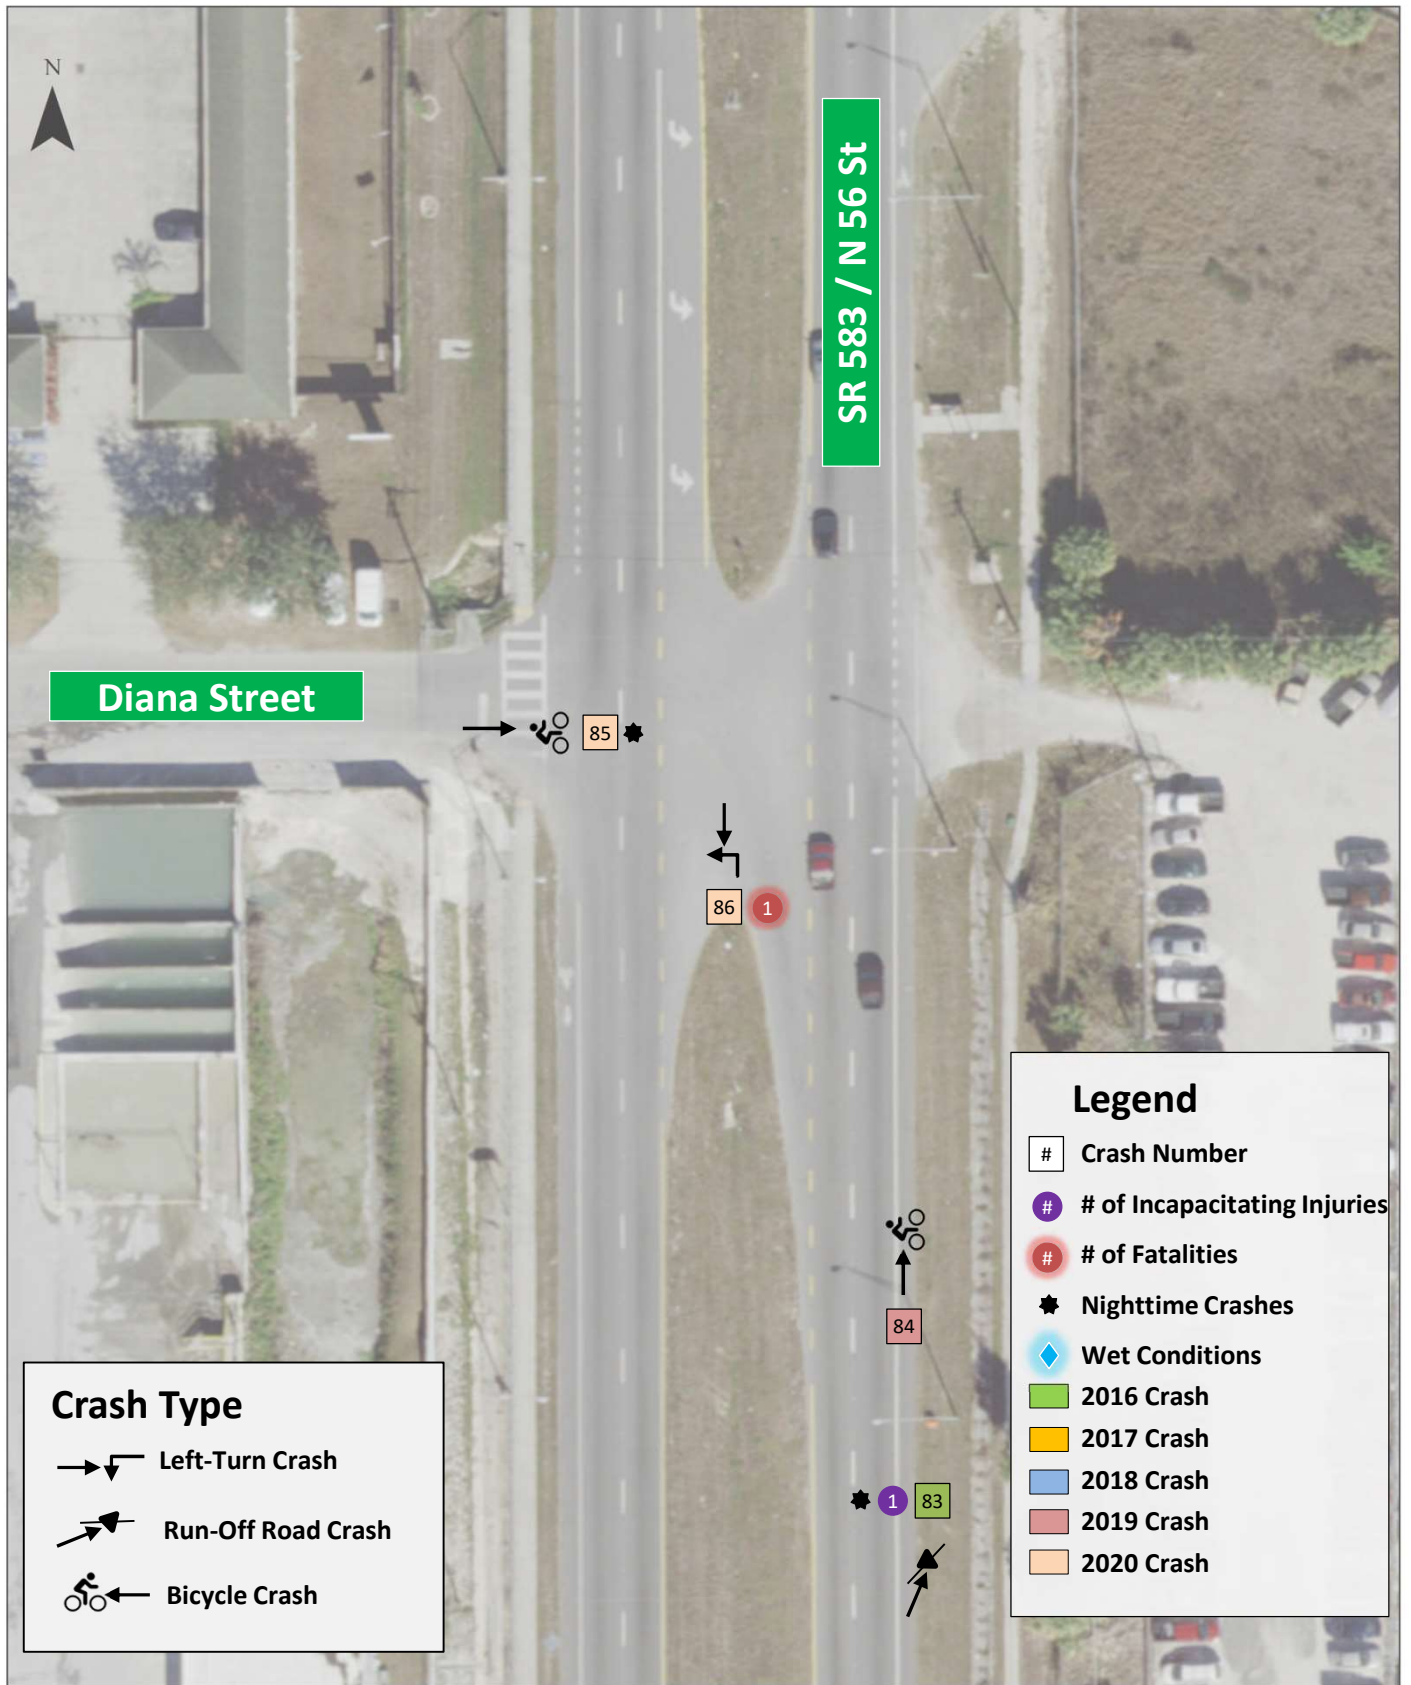 N
SR 583 / N 56 St
Diana Street
85
86
1
84
1
83
Legend
# Crash Number
# # of Incapacitating Injuries
# # of Fatalities
Nighttime Crashes
Wet Conditions
2016 Crash
2017 Crash
2018 Crash
2019 Crash
2020 Crash
Crash Type
Left-Turn Crash
Run-Off Road Crash
Bicycle Crash